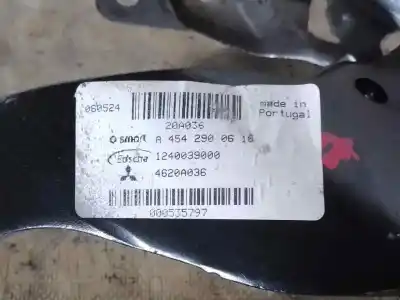 060524
made in
Portugal
20A036
smart A 454 290 06 16
Edscha 1240039000
4620A036
000535797